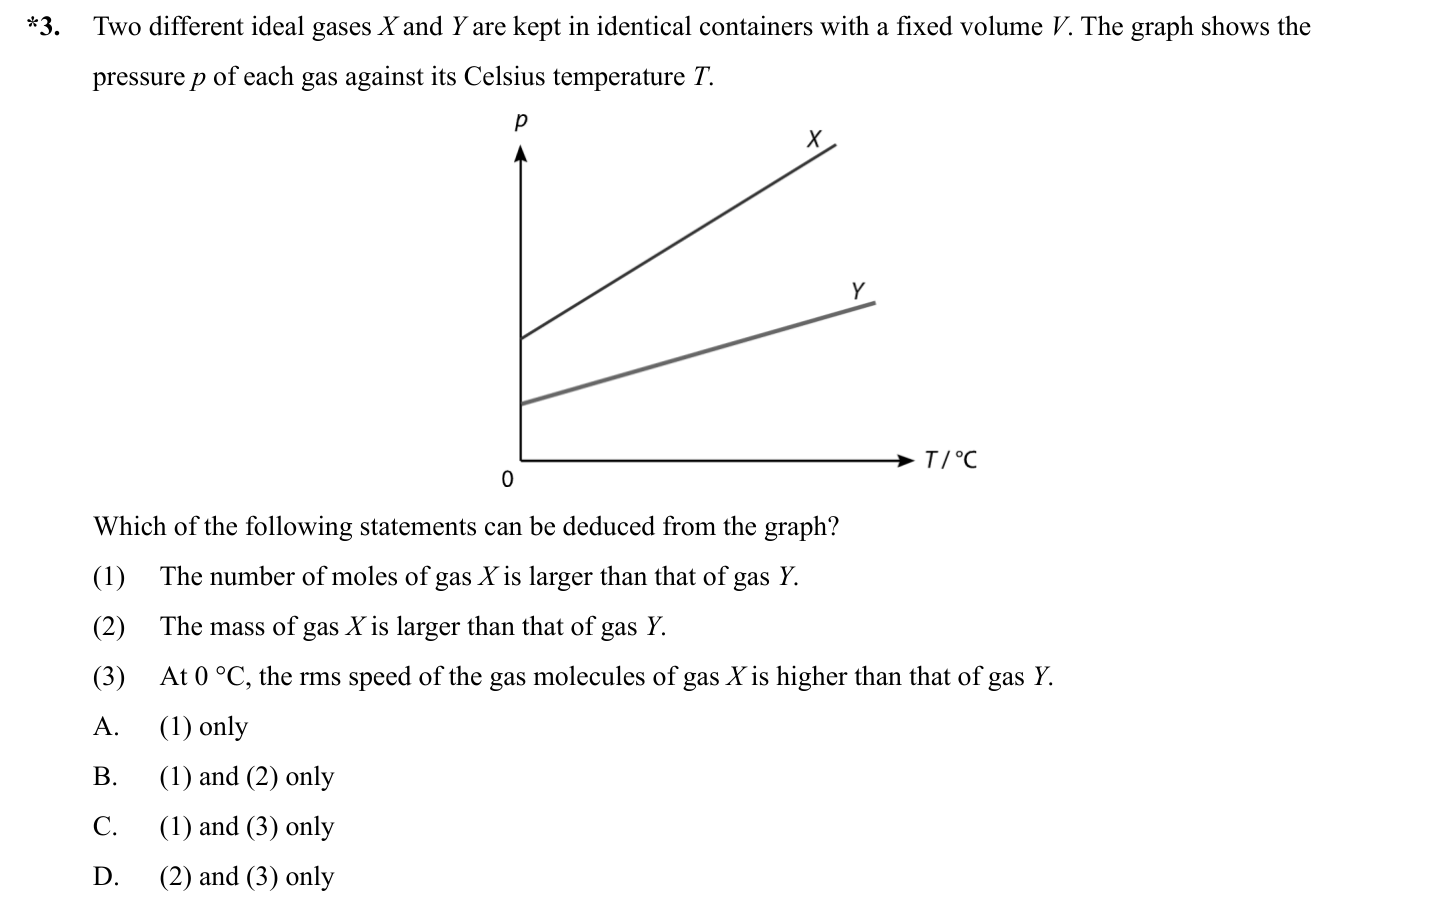 *3. Two different ideal gases X and Y are kept in identical containers with a fixed volume V. The graph shows the
pressure p of each gas against its Celsius temperature T.
p
X
Y
T / °C
0
Which of the following statements can be deduced from the graph?
(1) The number of moles of gas X is larger than that of gas Y.
(2) The mass of gas X is larger than that of gas Y.
(3) At 0 °C, the rms speed of the gas molecules of gas X is higher than that of gas Y.
A. (1) only
B. (1) and (2) only
C. (1) and (3) only
D. (2) and (3) only